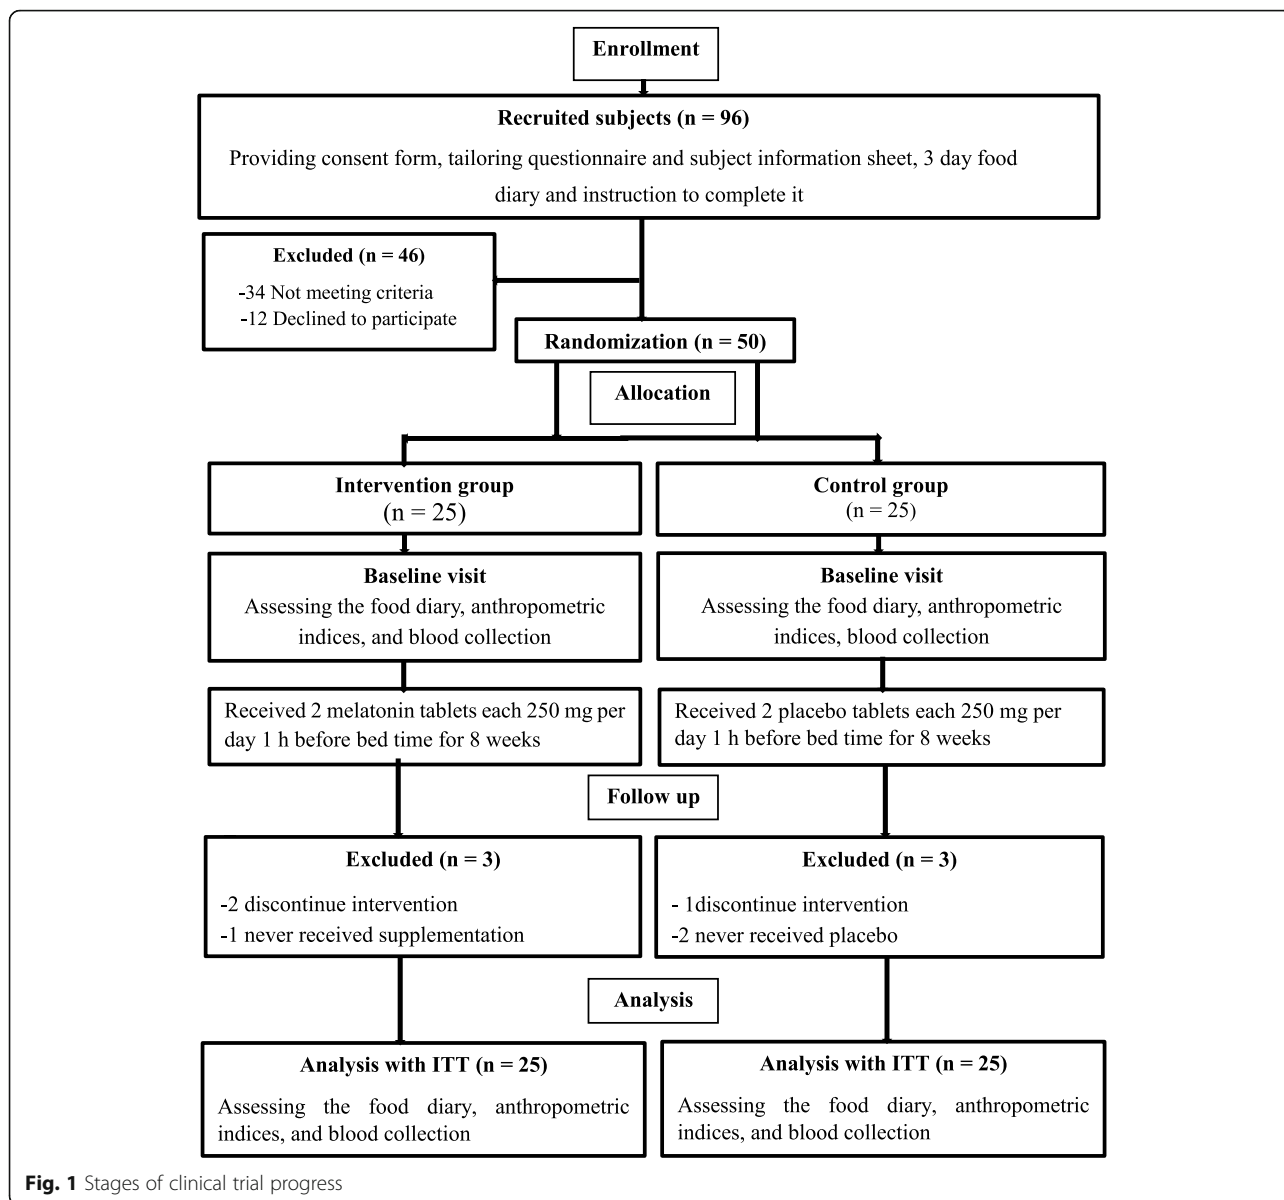 Enrollment
Recruited subjects (n = 96)
Providing consent form, tailoring questionnaire and subject information sheet, 3 day food
diary and instruction to complete it
Excluded (n = 46)
-34 Not meeting criteria
-12 Declined to participate
Randomization (n = 50)
Allocation
Intervention group
(n = 25)
Control group
(n = 25)
Baseline visit
Assessing the food diary, anthropometric
indices, and blood collection
Baseline visit
Assessing the food diary, anthropometric
indices, blood collection
Received 2 melatonin tablets each 250 mg per
day 1 h before bed time for 8 weeks
Received 2 placebo tablets each 250 mg per
day 1 h before bed time for 8 weeks
Follow up
Excluded (n = 3)
-2 discontinue intervention
-1 never received supplementation
Excluded (n = 3)
- 1discontinue intervention
-2 never received placebo
Analysis
Analysis with ITT (n = 25)
Assessing the food diary, anthropometric
indices, and blood collection
Analysis with ITT (n = 25)
Assessing the food diary, anthropometric
indices, and blood collection
Fig. 1 Stages of clinical trial progress